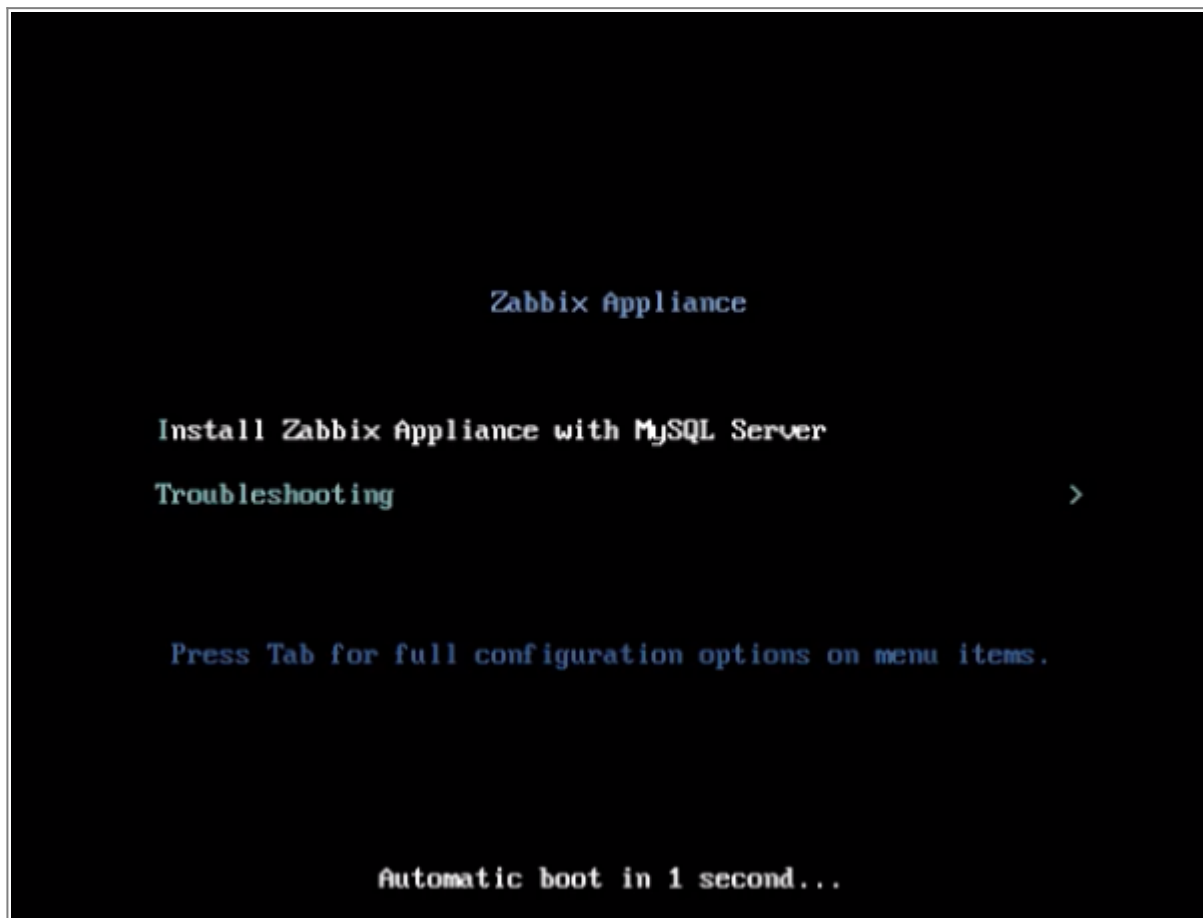 Zabbix Appliance
Install Zabbix Appliance with MySQL Server
Troubleshooting >
Press Tab for full configuration options on menu items.
Automatic boot in 1 second...